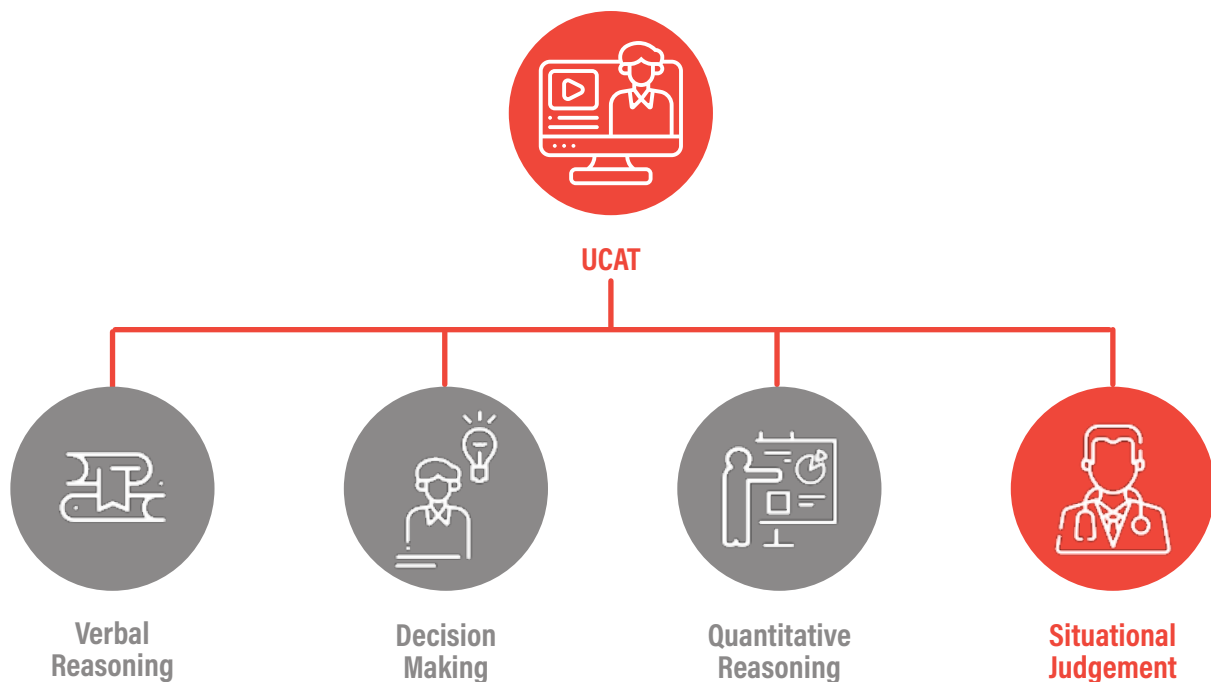 UCAT
Verbal
Reasoning
Decision
Making
Quantitative
Reasoning
Situational
Judgement